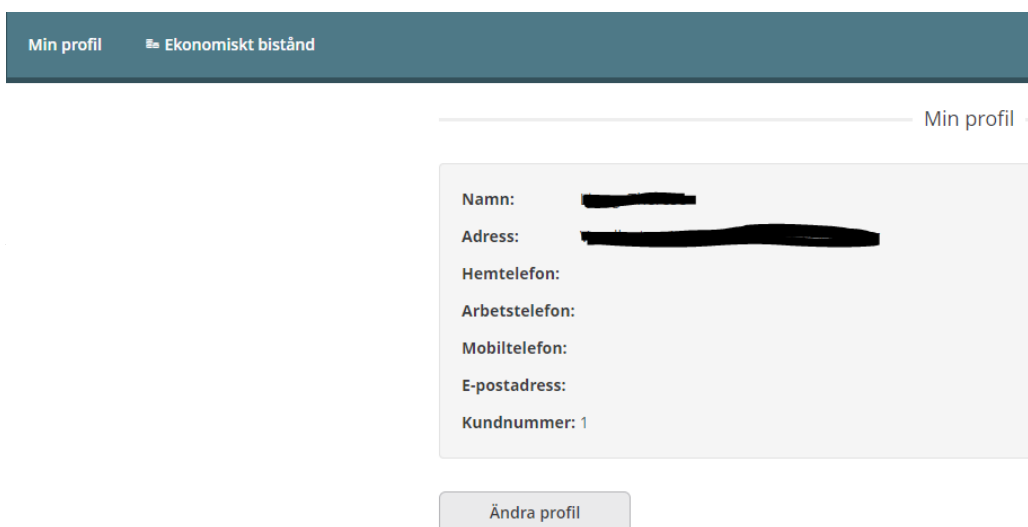 Min profil
Ekonomiskt bistånd
Min profil
Namn:
Adress:
Hemtelefon:
Arbetstelefon:
Mobiltelefon:
E-postadress:
Kundnummer: 1
Ändra profil